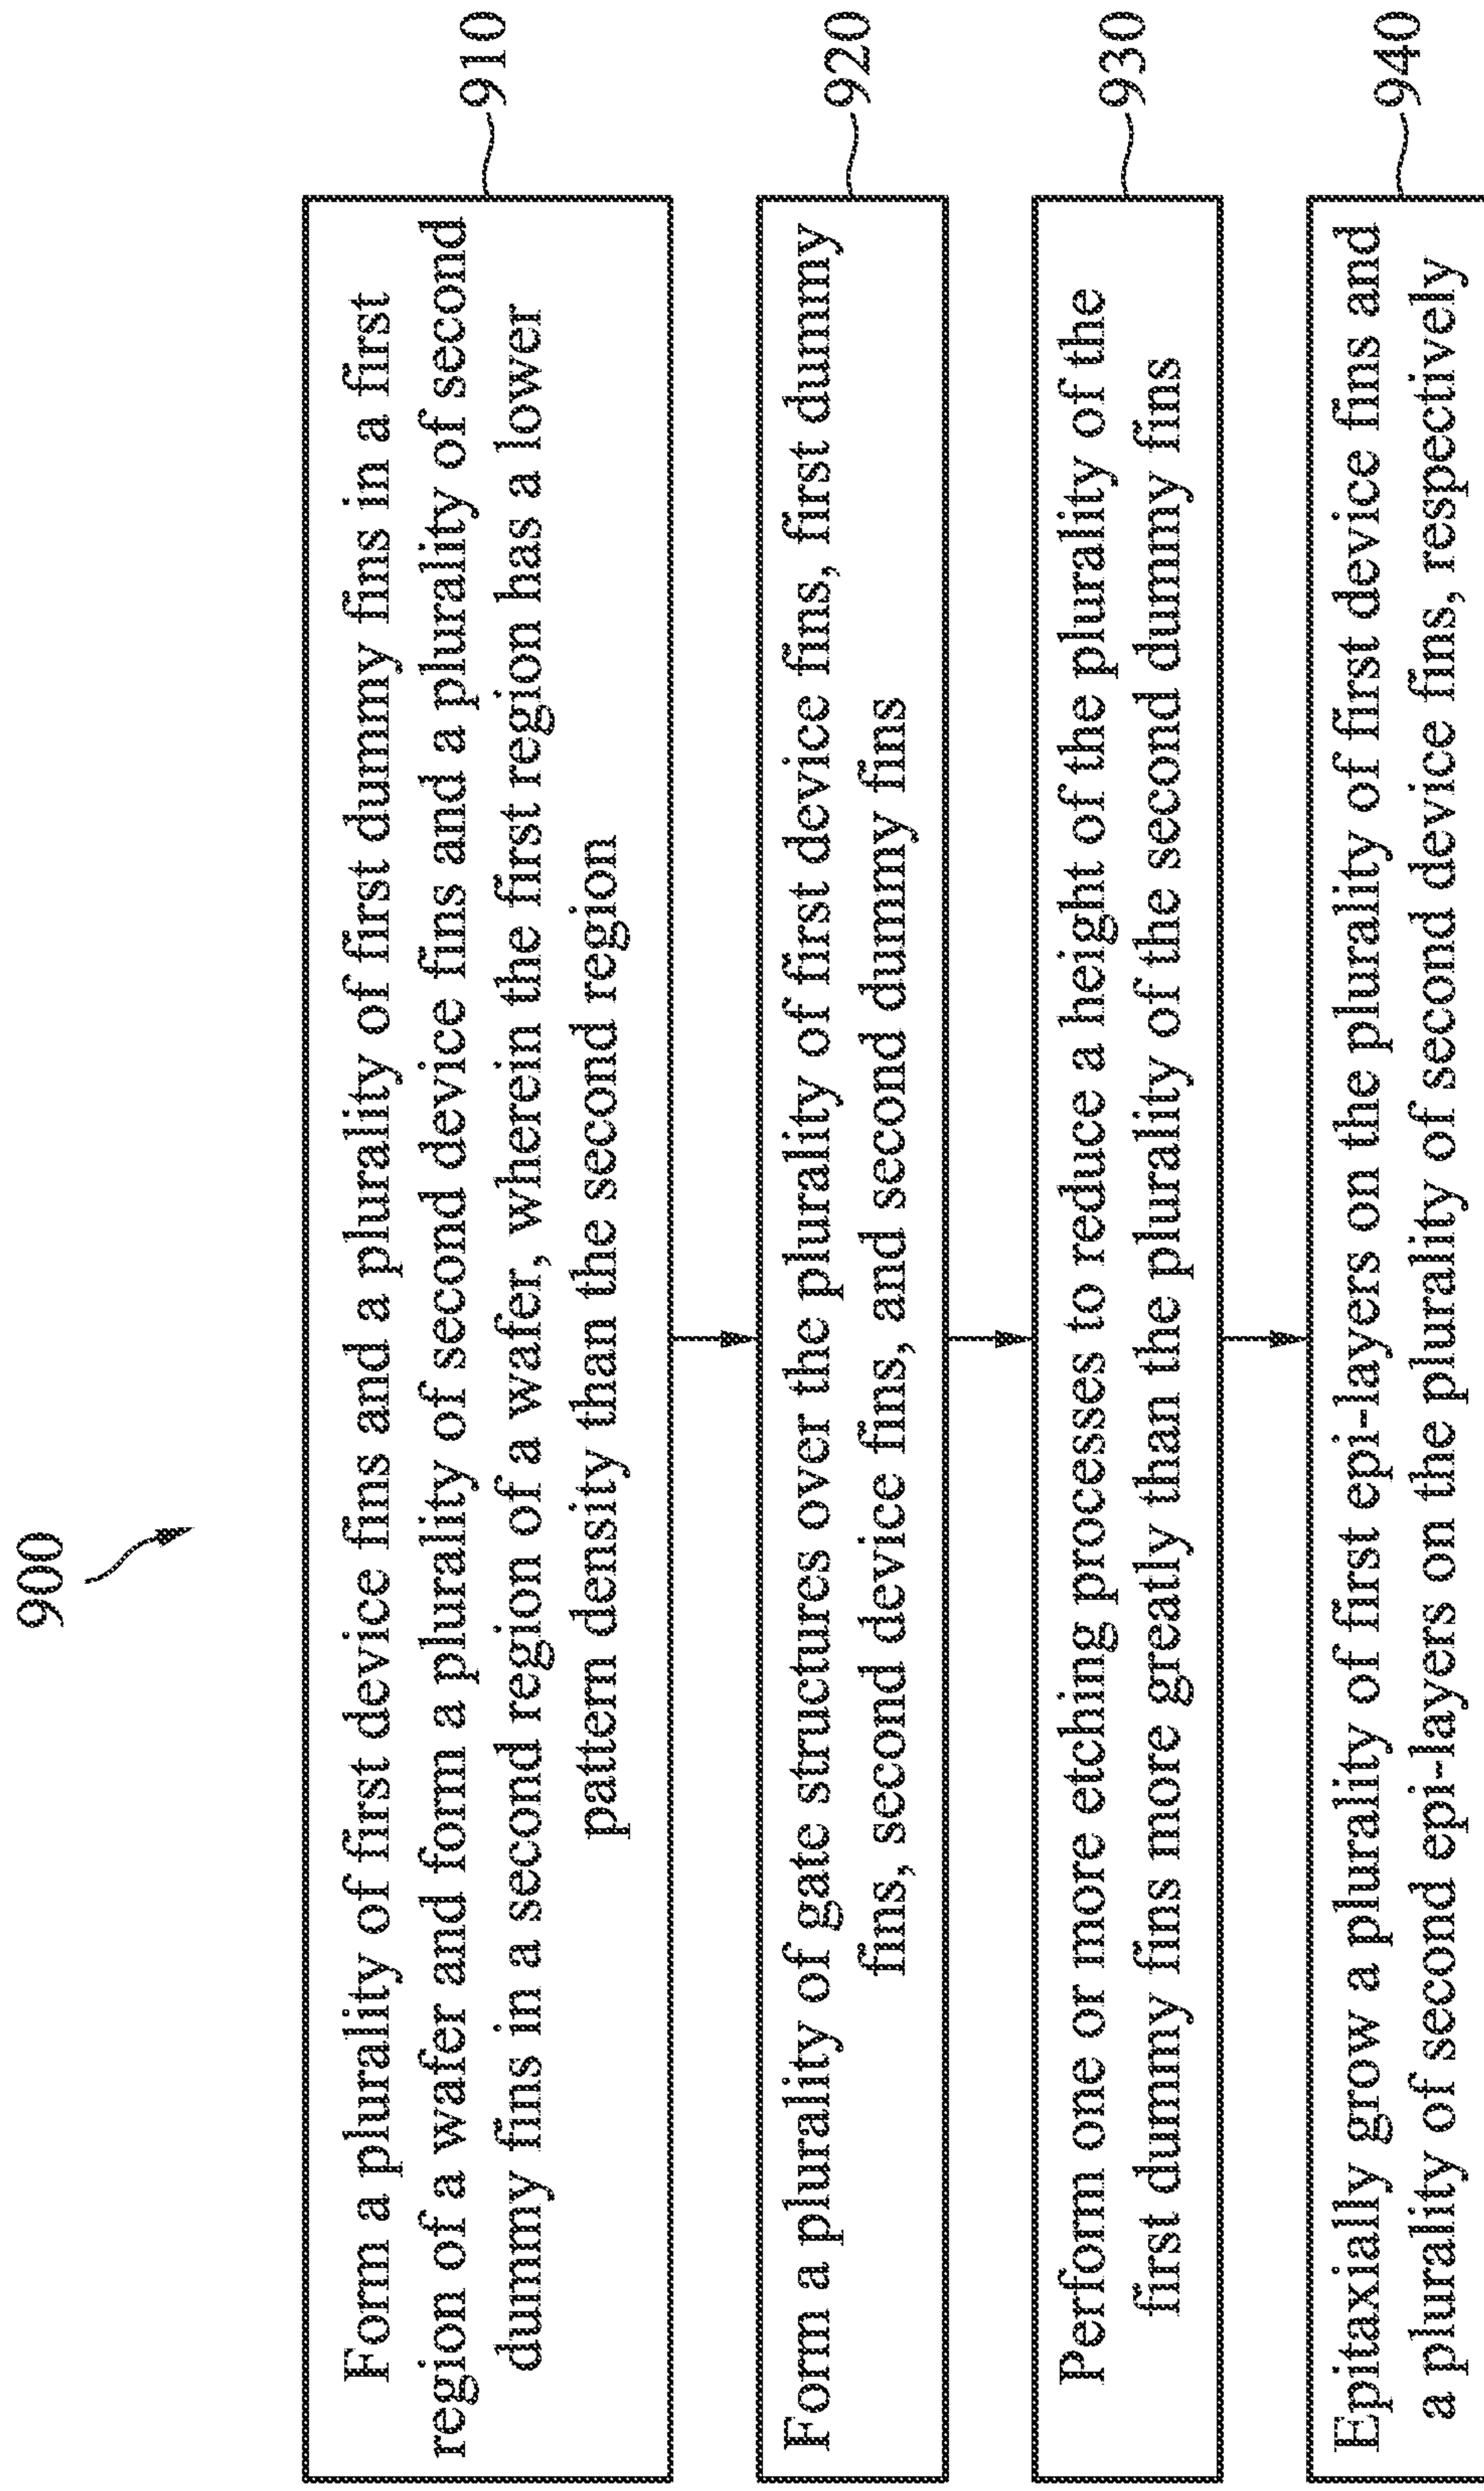 900
Form a plurality of first device fins and a plurality of first dummy fins in a first
region of a wafer and form a plurality of second device fins and a plurality of second
dummy fins in a second region of a wafer, wherein the first region has a lower
pattern density than the second region
910
Form a plurality of gate structures over the plurality of first device fins, first dummy
fins, second device fins, and second dummy fins
920
Perform one or more etching processes to reduce a height of the plurality of the
first dummy fins more greatly than the plurality of the second dummy fins
930
Epitaxially grow a plurality of first epi-layers on the plurality of first device fins and
a plurality of second epi-layers on the plurality of second device fins, respectively
940